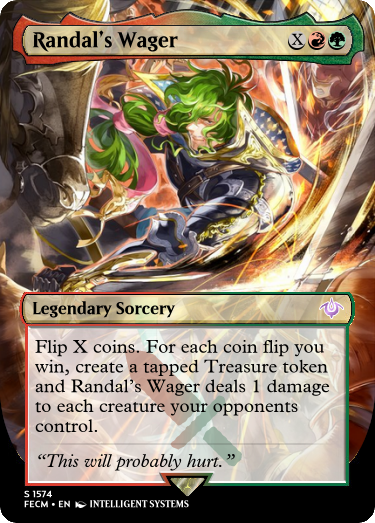 Randal's Wager X
Legendary Sorcery
Flip X coins. For each coin flip you
win, create a tapped Treasure token
and Randal's Wager deals 1 damage
to each creature your opponents
control.
“This will probably hurt.”
S 1574
FECM • EN INTELLIGENT SYSTEMS